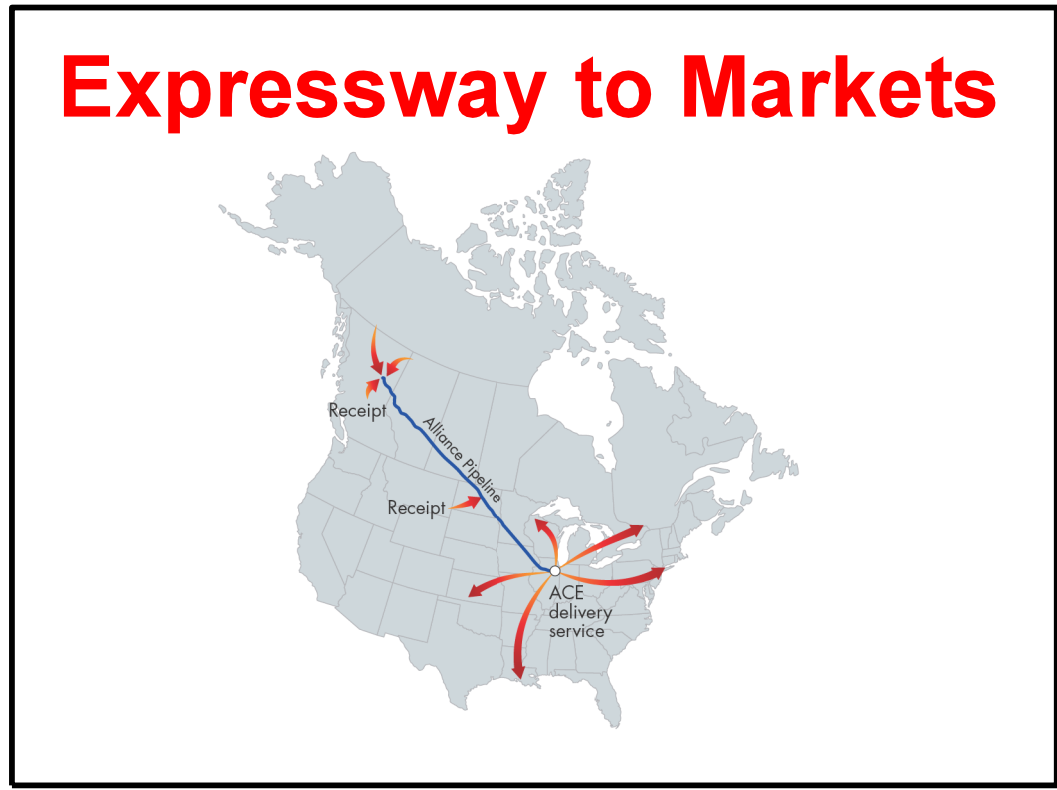 Expressway to Markets
Receipt
Alliance Pipeline
Receipt
ACE
delivery
service